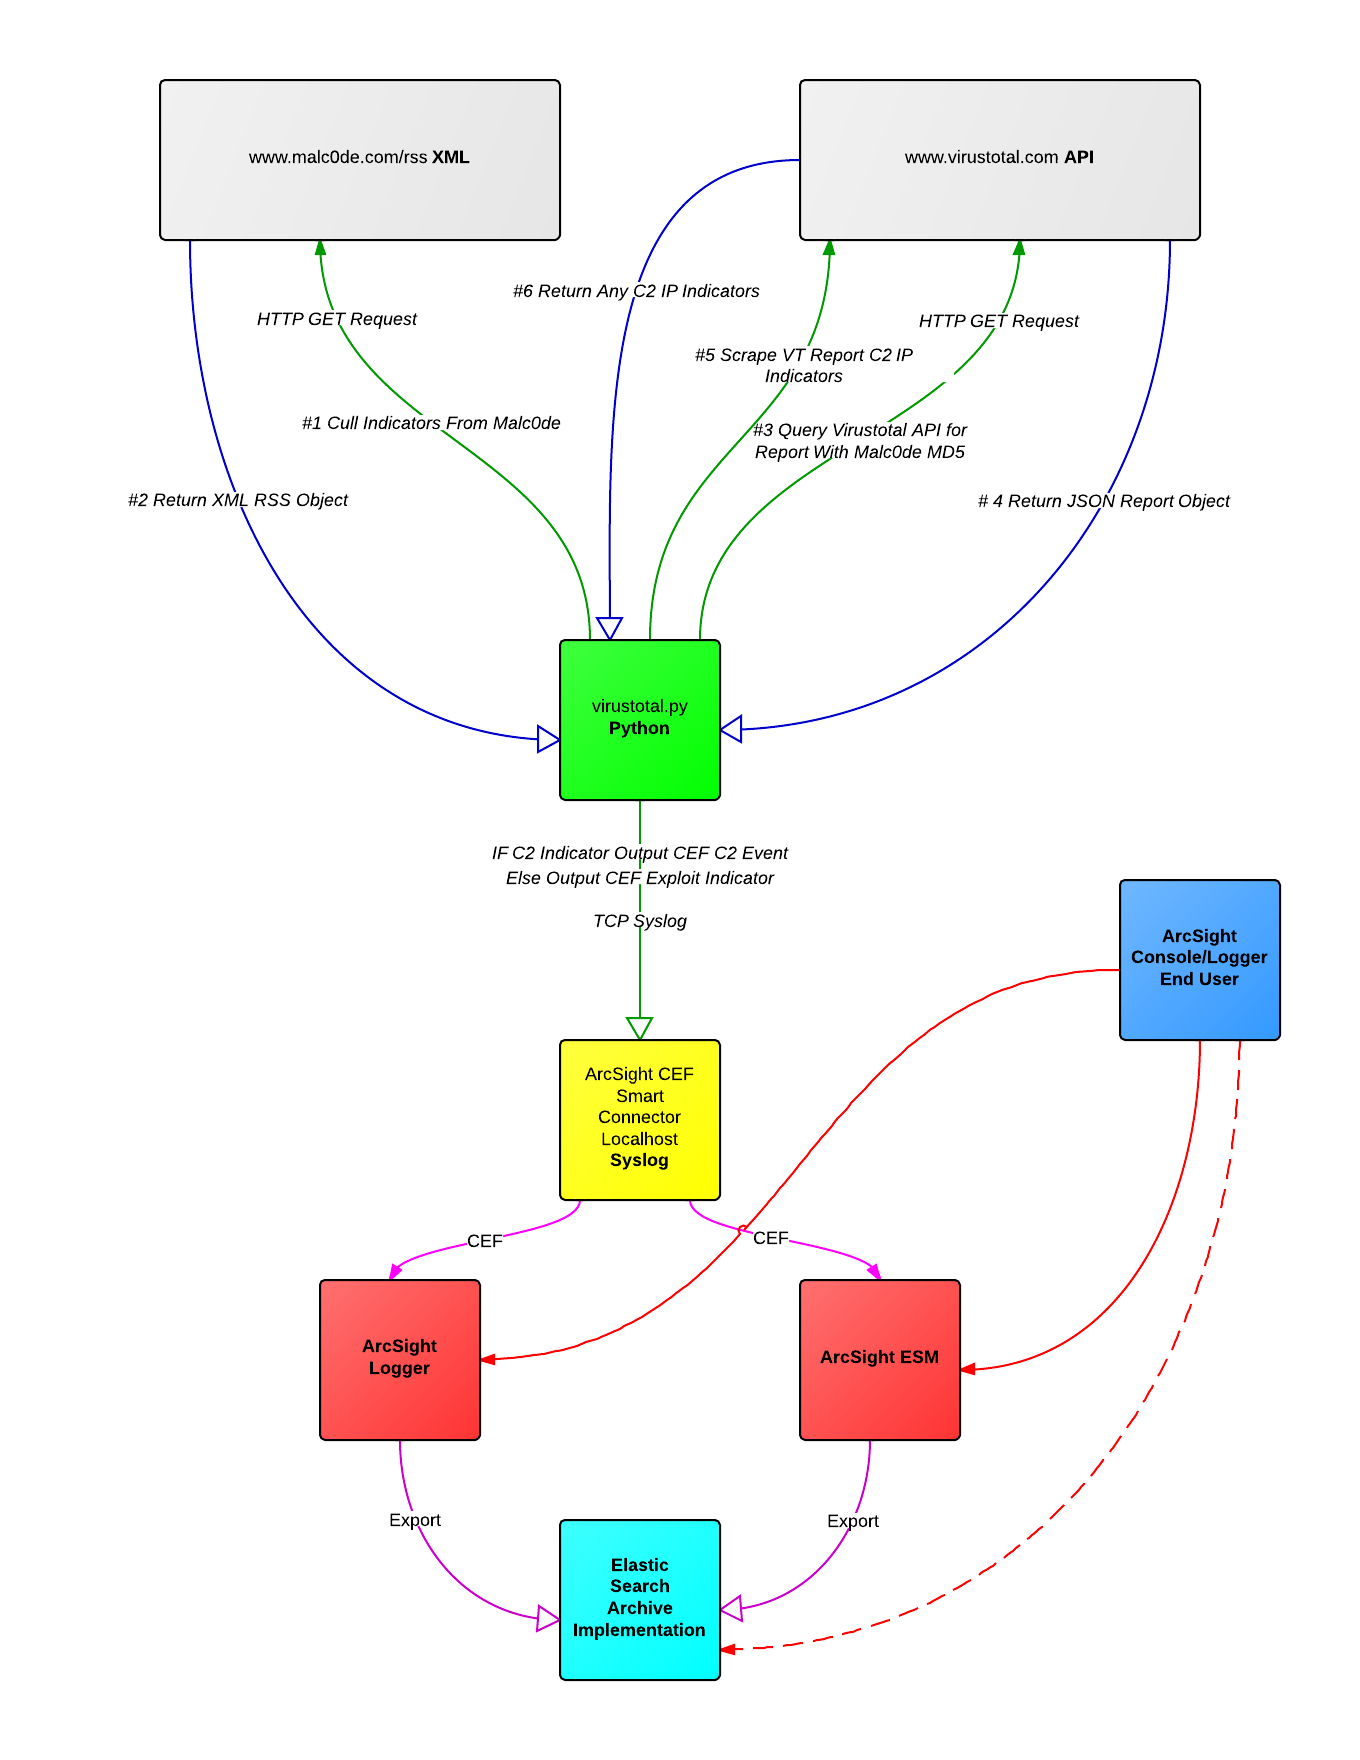 www.malc0de.com/rss XML
www.virustotal.com API
#6 Return Any C2 IP Indicators
HTTP GET Request
HTTP GET Request
#5 Scrape VT Report C2 IP
Indicators
#1 Cull Indicators From Malc0de
#3 Query Virustotal API for
Report With Malc0de MD5
#2 Return XML RSS Object
# 4 Return JSON Report Object
virustotal.py
Python
IF C2 Indicator Output CEF C2 Event
Else Output CEF Exploit Indicator
TCP Syslog
ArcSight
Console/Logger
End User
ArcSight CEF
Smart
Connector
Localhost
Syslog
CEF
CEF
ArcSight
Logger
ArcSight ESM
Export
Export
Elastic
Search
Archive
Implementation